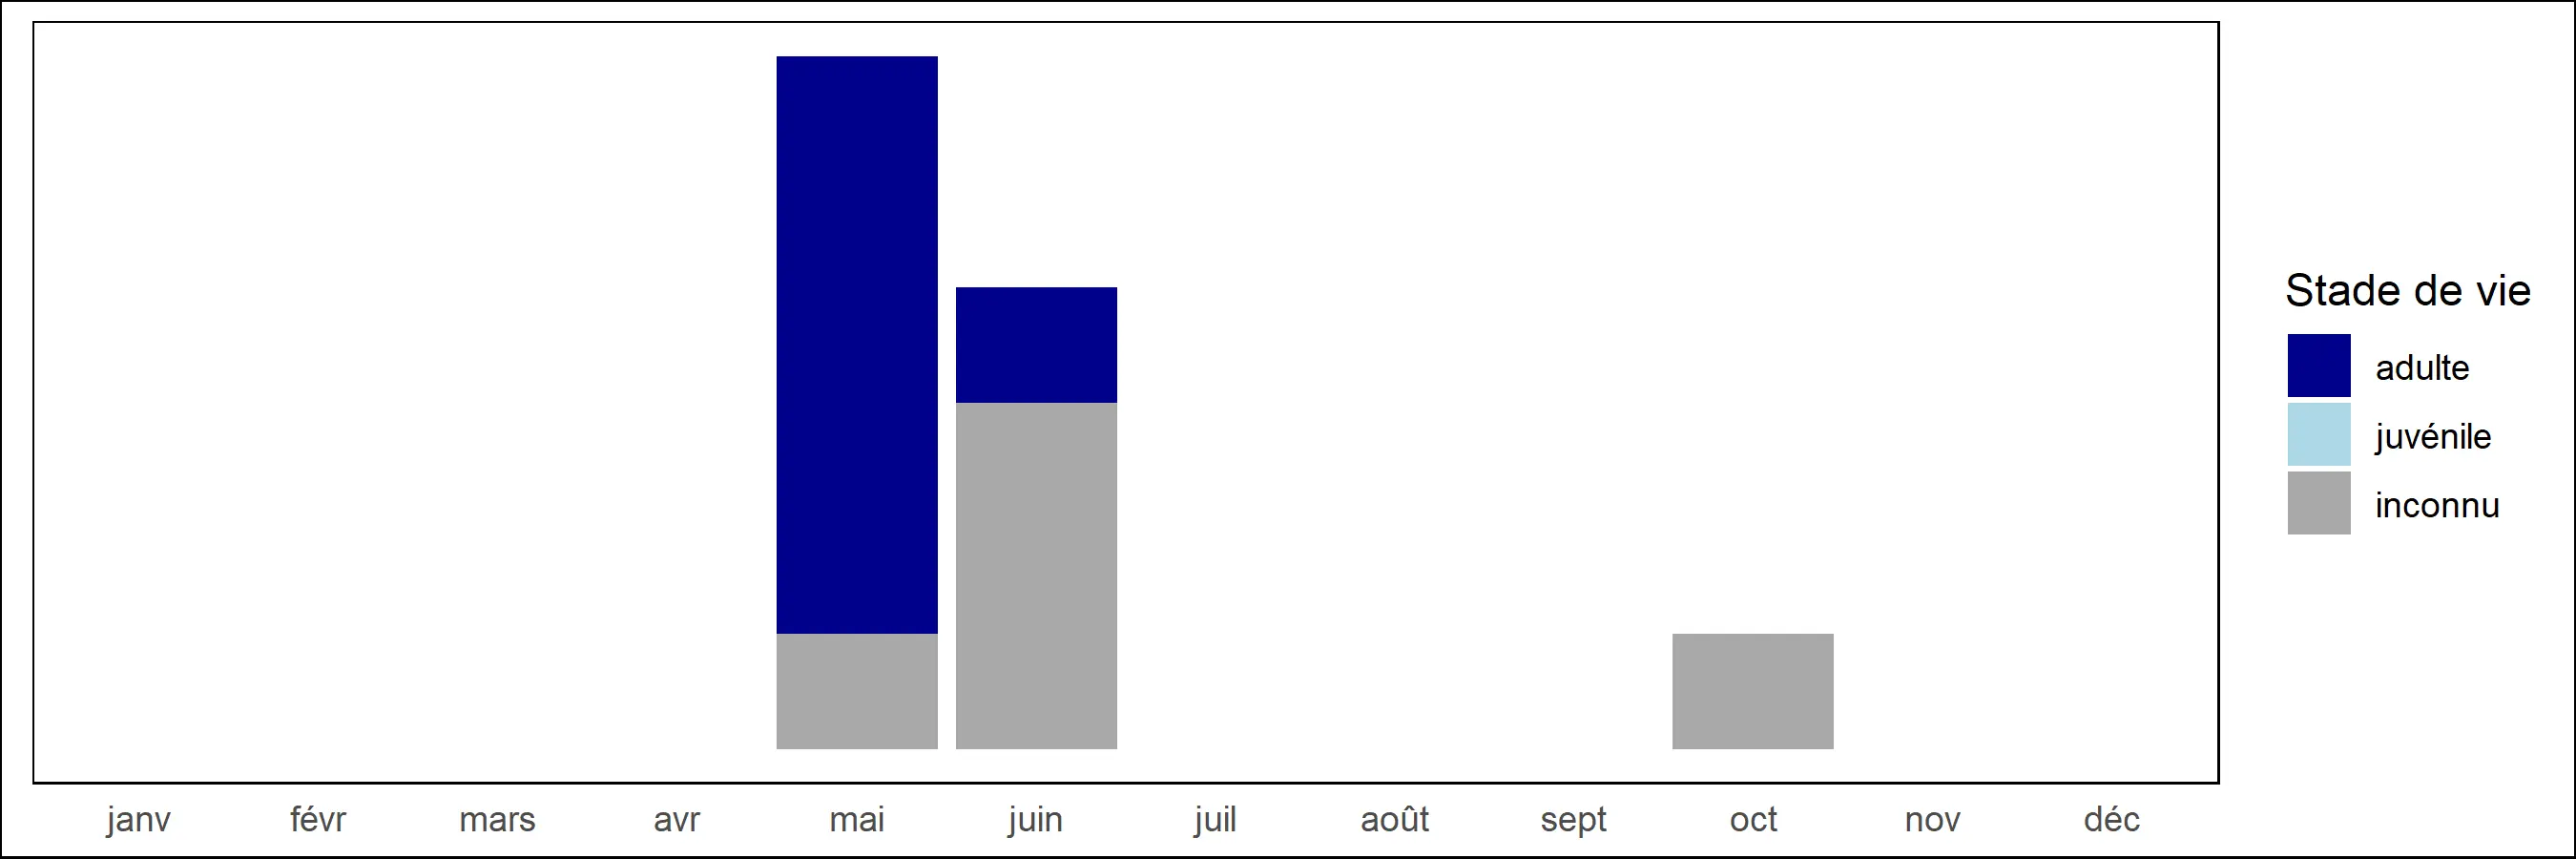 Stade de vie
adulte
juvénile
inconnu
janv févr mars avr mai juin juil août sept oct nov déc